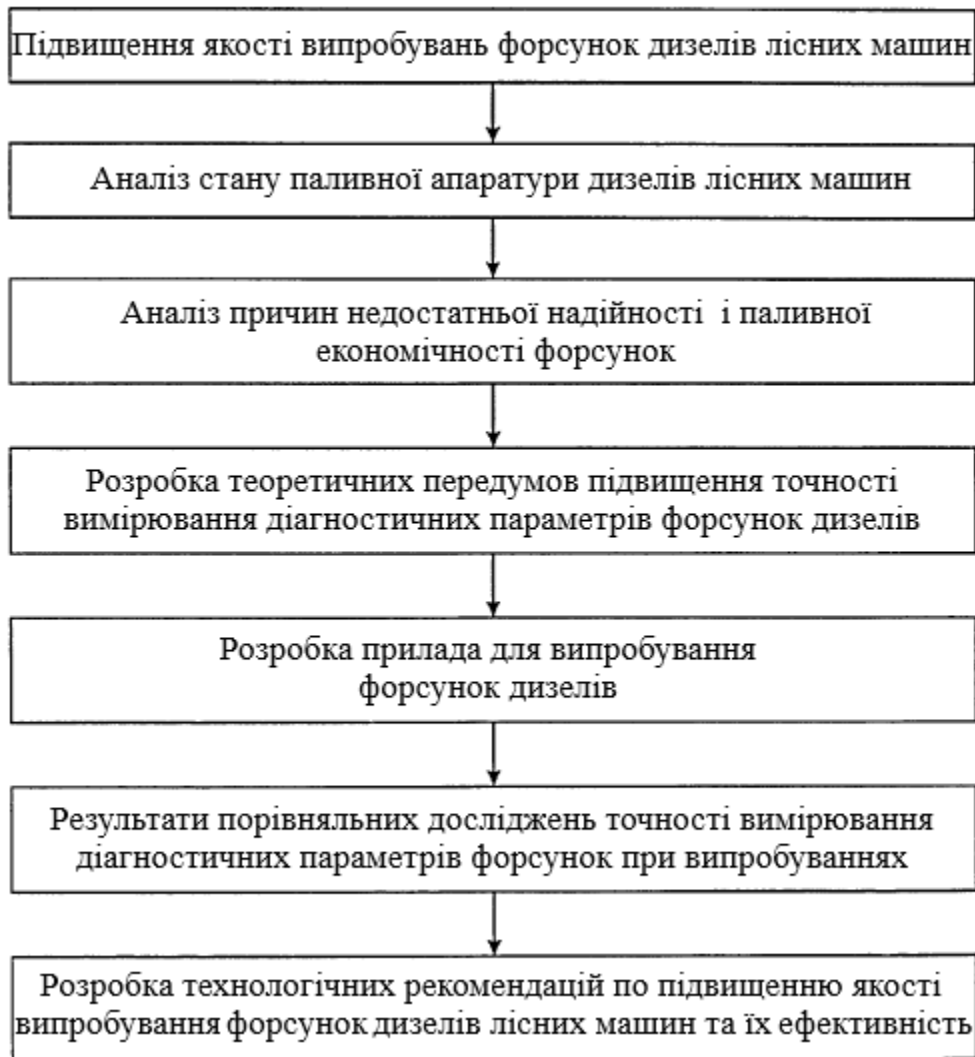 Підвищення якості випробувань форсунок дизелів лісних машин
Аналіз стану паливної апаратури дизелів лісних машин
Аналіз причин недостатньої надійності і паливної
економічності форсунок
Розробка теоретичних передумов підвищення точності
вимірювання діагностичних параметрів форсунок дизелів
Розробка прилада для випробування
форсунок дизелів
Результати порівняльних досліджень точності вимірювання
діагностичних параметрів форсунок при випробуваннях
Розробка технологічних рекомендацій по підвищенню якості
випробування форсунок дизелів лісних машин та їх ефективність